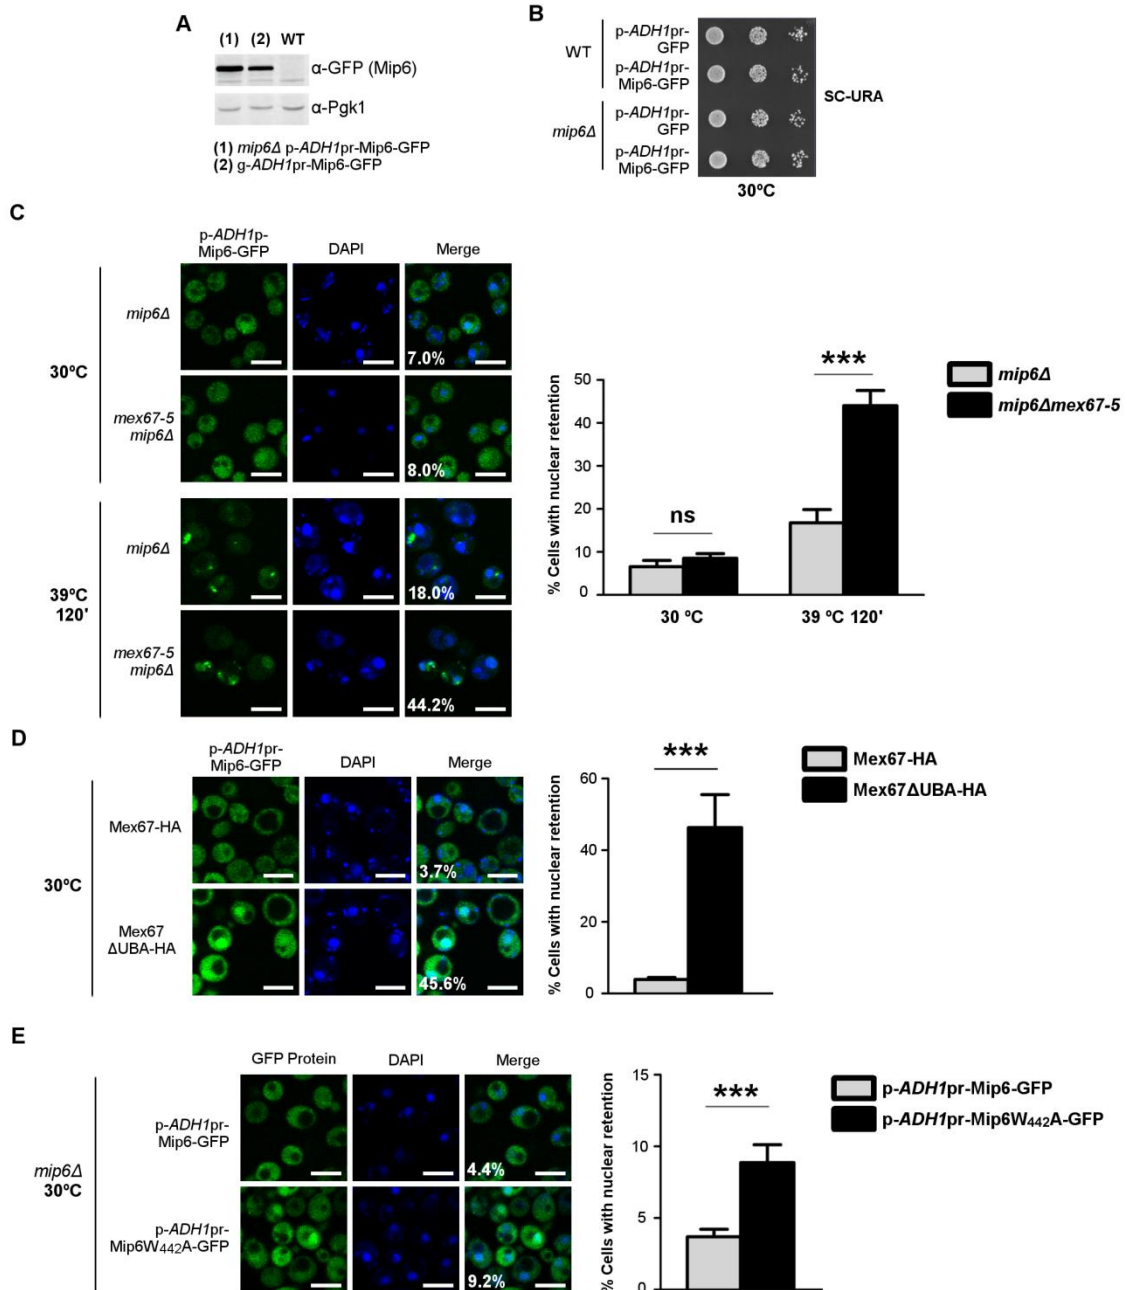 A
(1) (2) WT
α-GFP (Mip6)
α-Pgk1
(1) mip6Δ p-ADH1pr-Mip6-GFP
(2) g-ADH1pr-Mip6-GFP
B
WT
p-ADH1pr-
GFP
p-ADH1pr-
Mip6-GFP
mip6Δ
p-ADH1pr-
GFP
p-ADH1pr-
Mip6-GFP
SC-URA
30ºC
C
p-ADH1p-
Mip6-GFP
DAPI
Merge
30ºC
mip6Δ
7.0%
mex67-5
mip6Δ
8.0%
39ºC
120'
mip6Δ
18.0%
mex67-5
mip6Δ
44.2%
% Cells with nuclear retention
50
40
30
20
10
0
ns
***
30 ºC
39 ºC 120'
mip6Δ
mip6Δmex67-5
D
p-ADH1pr-
Mip6-GFP
DAPI
Merge
30ºC
Mex67-HA
3.7%
Mex67
ΔUBA-HA
45.6%
% Cells with nuclear retention
60
40
20
0
***
Mex67-HA
Mex67ΔUBA-HA
E
GFP Protein
DAPI
Merge
mip6Δ
30ºC
p-ADH1pr-
Mip6-GFP
4.4%
p-ADH1pr-
Mip6W442A-GFP
9.2%
% Cells with nuclear retention
15
10
5
0
***
p-ADH1pr-Mip6-GFP
p-ADH1pr-Mip6W442A-GFP